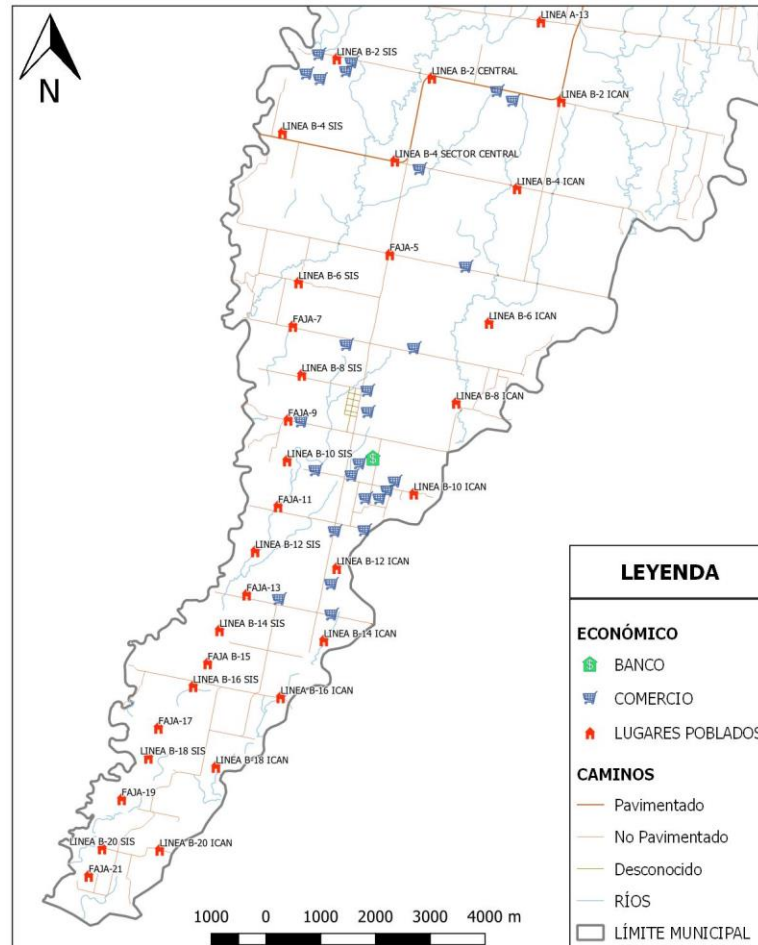 LINEA A-13
LINEA B-2 SIS
LINEA B-2 CENTRAL
LINEA B-2 ICAN
N
LINEA B-4 SIS
LINEA B-4 SECTOR CENTRAL
LINEA B-4 ICAN
FAJA-5
LINEA B-6 SIS
LINEA B-6 ICAN
FAJA-7
LINEA B-8 SIS
LINEA B-8 ICAN
FAJA-9
LINEA B-10 SIS
LINEA B-10 ICAN
FAJA-11
LINEA B-12 SIS
LINEA B-12 ICAN
FAJA-13
LINEA B-14 SIS
LINEA B-14 ICAN
FAJA B-15
LINEA B-16 SIS
LINEA B-16 ICAN
FAJA-17
LINEA B-18 SIS
LINEA B-18 ICAN
FAJA-19
LINEA B-20 SIS
LINEA B-20 ICAN
FAJA-21
1000 0 1000 2000 3000 4000 m
LEYENDA
ECONÓMICO
BANCO
COMERCIO
LUGARES POBLADOS
CAMINOS
Pavimentado
No Pavimentado
Desconocido
RÍOS
LÍMITE MUNICIPAL